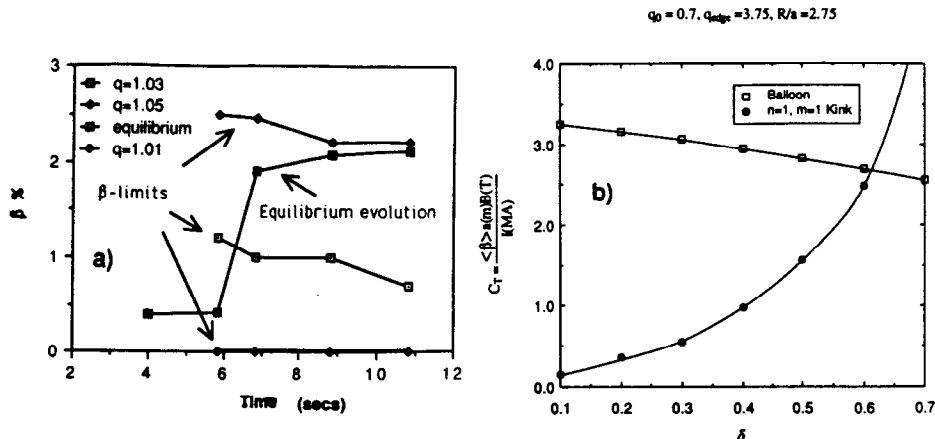 q₀ = 0.7, q_edge = 3.75, R/a = 2.75
3
2
1
0
β %
q=1.03
q=1.05
equilibrium
q=1.01
β-limits
Equilibrium evolution
a)
2 4 6 8 10 12
Time (secs)
4.0
3.0
2.0
1.0
0.0
C_T = <β> a(m)B(T) / I(MA)
Balloon
n=1, m=1 Kink
b)
0.1 0.2 0.3 0.4 0.5 0.6 0.7
δ